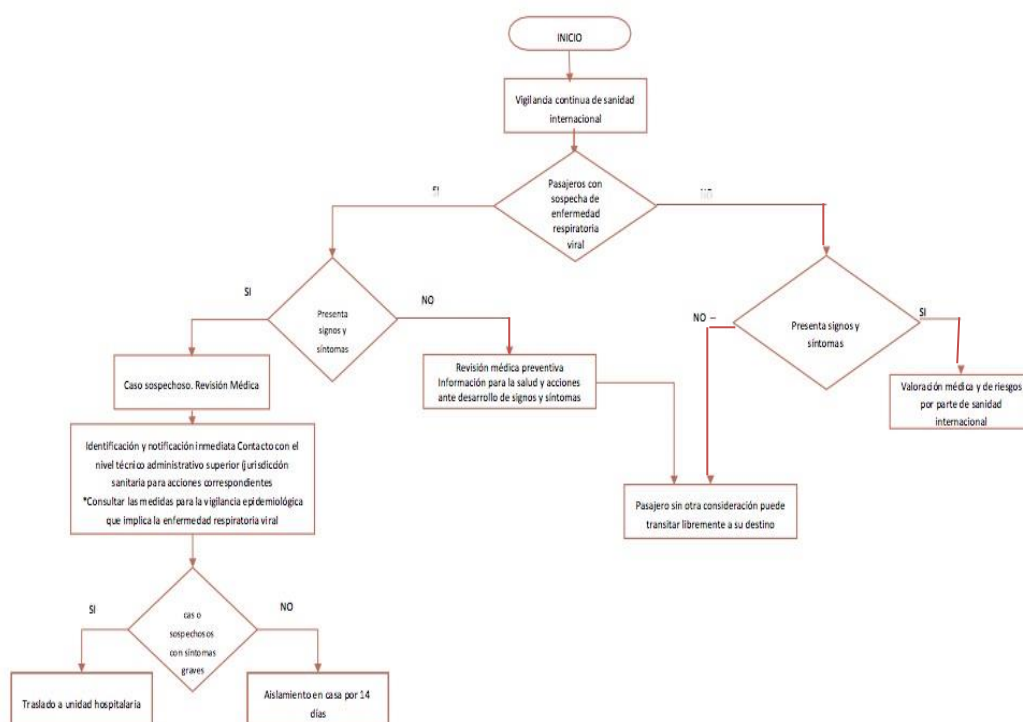 INICIO
Vigilancia continua de sanidad
internacional
SI
Pasajeros con
sospecha de
enfermedad
respiratoria
viral
NO
SI
Presenta
signos y
síntomas
NO
NO –
Presenta signos y
síntomas
SI
Caso sospechoso. Revisión Médica
Revisión médica preventiva
Información para la salud y acciones
ante desarrollo de signos y síntomas
Valoración médica y de riesgos
por parte de sanidad
internacional
Identificación y notificación inmediata Contacto con el
nivel técnico administrativo superior (jurisdicción
sanitaria para acciones correspondientes
*Consultar las medidas para la vigilancia epidemiológica
que implica la enfermedad respiratoria viral
Pasajero sin otra consideración puede
transitar libremente a su destino
SI
caso
sospechosos
con síntomas
graves
NO
Traslado a unidad hospitalaria
Aislamiento en casa por 14
días